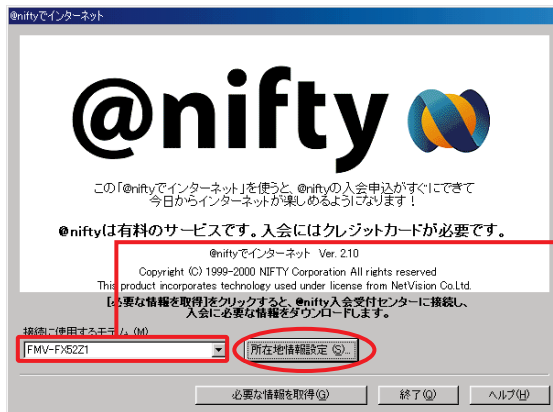 @niftyでインターネット
@nifty
この「@niftyでインターネット」を使うと、@niftyの入会申込がすぐにできて
今日からインターネットが楽しめるようになります！
@niftyは有料のサービスです。入会にはクレジットカードが必要です。
@niftyでインターネット Ver. 2.10
Copyright (C) 1999-2000 NIFTY Corporation All rights reserved
This product incorporates technology used under license from NetVision Co.Ltd.
[必要な情報を取得]をクリックすると、@nifty入会受付センターに接続し、
入会に必要な情報をダウンロードします。
接続に使用するモデム (M)
FMV-FX52Z1
所在地情報設定 (S)...
必要な情報を取得(G)
終了(Q)
ヘルプ(H)